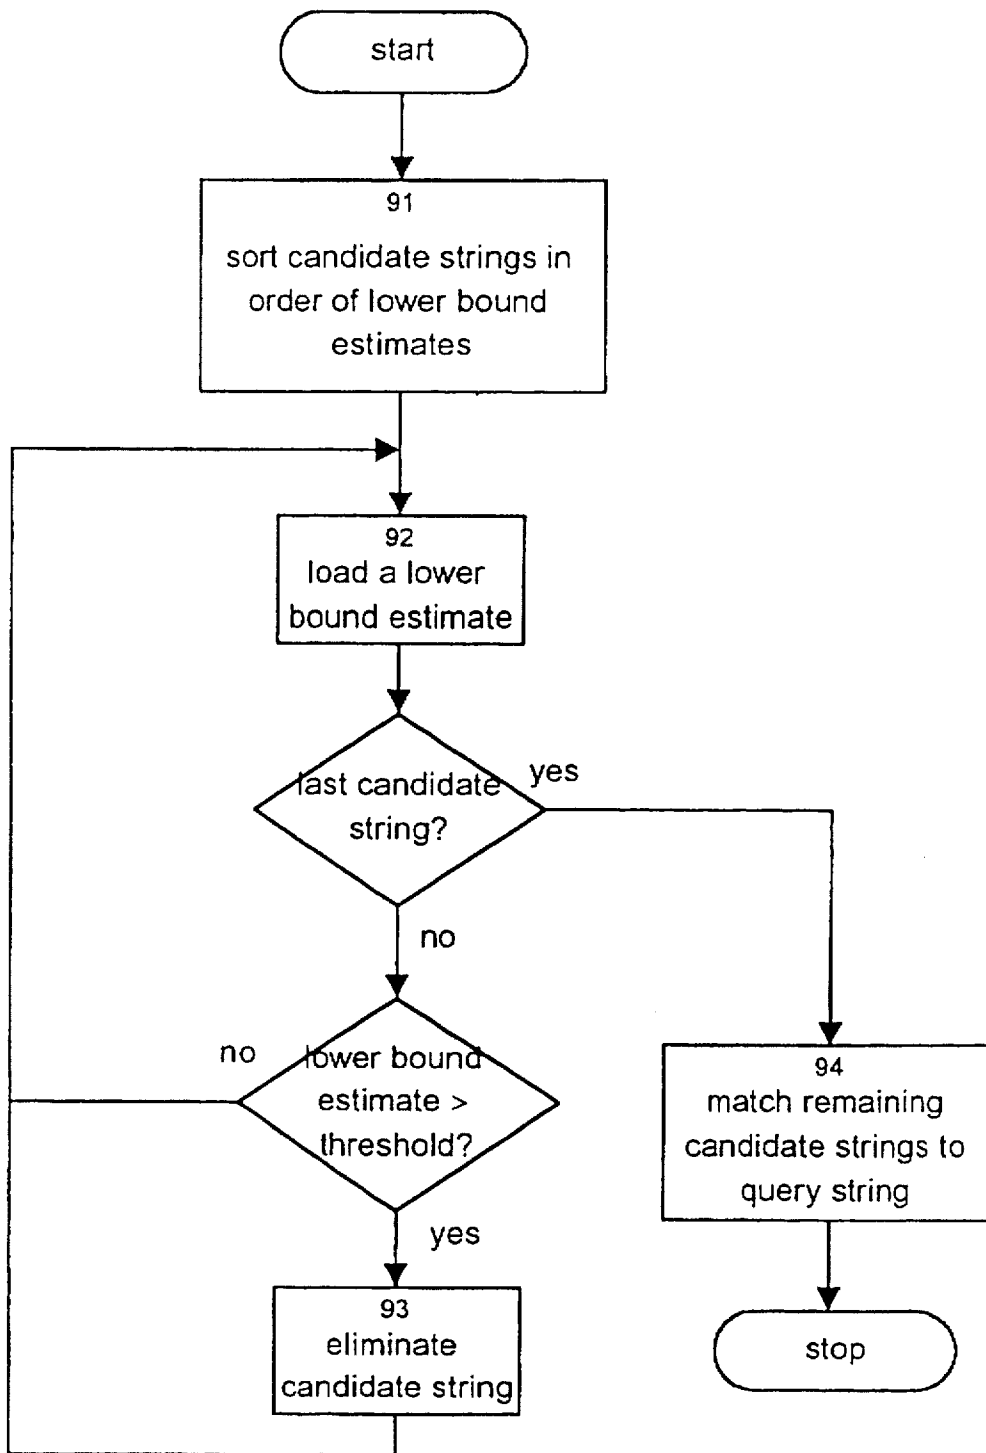 start
91
sort candidate strings in
order of lower bound
estimates
92
load a lower
bound estimate
last candidate
string?
yes
no
lower bound
estimate >
threshold?
no
yes
93
eliminate
candidate string
94
match remaining
candidate strings to
query string
stop